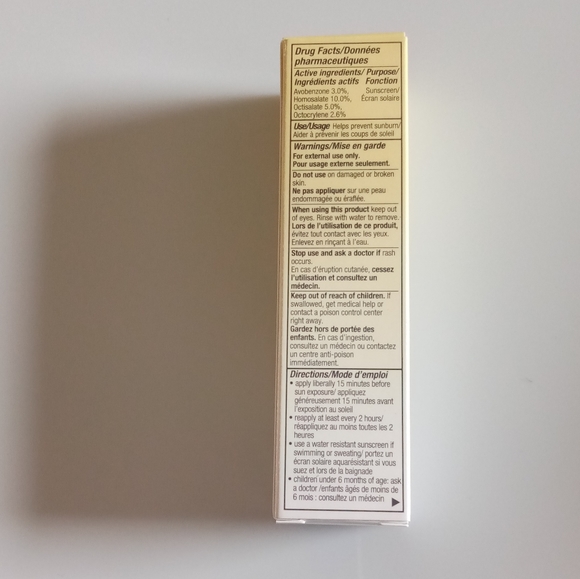 Drug Facts/Données
pharmaceutiques
Active ingredients/ Purpose/
Ingrédients actifs Fonction
Avobenzone 3.0%, Sunscreen/
Homosalate 10.0%, Écran solaire
Octisalate 5.0%,
Octocrylene 2.6%
Use/Usage Helps prevent sunburn/
Aider à prévenir les coups de soleil
Warnings/Mise en garde
For external use only.
Pour usage externe seulement.
Do not use on damaged or broken
skin.
Ne pas appliquer sur une peau
endommagée ou éraflée.
When using this product keep out
of eyes. Rinse with water to remove.
Lors de l'utilisation de ce produit,
évitez tout contact avec les yeux.
Enlevez en rinçant à l'eau.
Stop use and ask a doctor if rash
occurs.
En cas d'éruption cutanée, cessez
l'utilisation et consultez un
médecin.
Keep out of reach of children. If
swallowed, get medical help or
contact a poison control center
right away.
Gardez hors de portée des
enfants. En cas d'ingestion,
consultez un médecin ou contactez
un centre anti-poison
immédiatement.
Directions/Mode d'emploi
• apply liberally 15 minutes before
sun exposure/ appliquez
généreusement 15 minutes avant
l'exposition au soleil
• reapply at least every 2 hours/
réappliquez au moins toutes les 2
heures
• use a water resistant sunscreen if
swimming or sweating/ portez un
écran solaire aquarésistant si vous
suez et lors de la baignade
• children under 6 months of age: ask
a doctor /enfants âgés de moins de
6 mois : consultez un médecin